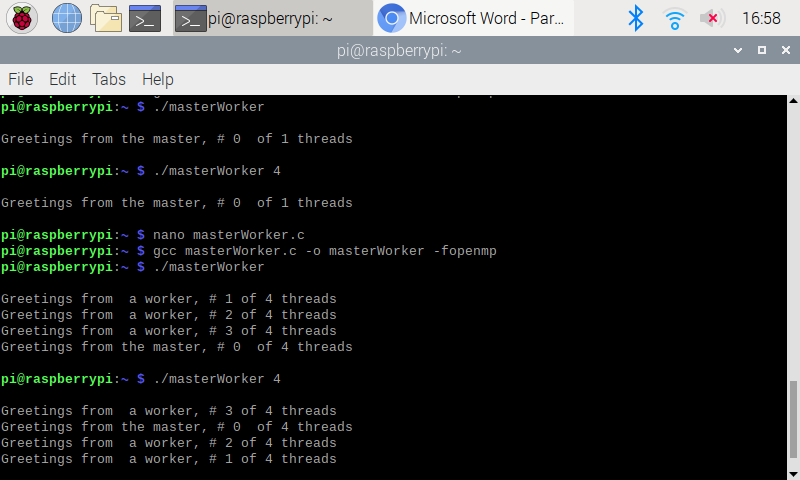 pi@raspberrypi: ~
Microsoft Word - Par...
16:58
pi@raspberrypi: ~
File Edit Tabs Help
pi@raspberrypi:~ $ ./masterWorker
Greetings from the master, # 0  of 1 threads
pi@raspberrypi:~ $ ./masterWorker 4
Greetings from the master, # 0  of 1 threads
pi@raspberrypi:~ $ nano masterWorker.c
pi@raspberrypi:~ $ gcc masterWorker.c -o masterWorker -fopenmp
pi@raspberrypi:~ $ ./masterWorker
Greetings from  a worker, # 1 of 4 threads
Greetings from  a worker, # 2 of 4 threads
Greetings from  a worker, # 3 of 4 threads
Greetings from the master, # 0  of 4 threads
pi@raspberrypi:~ $ ./masterWorker 4
Greetings from  a worker, # 3 of 4 threads
Greetings from the master, # 0  of 4 threads
Greetings from  a worker, # 2 of 4 threads
Greetings from  a worker, # 1 of 4 threads